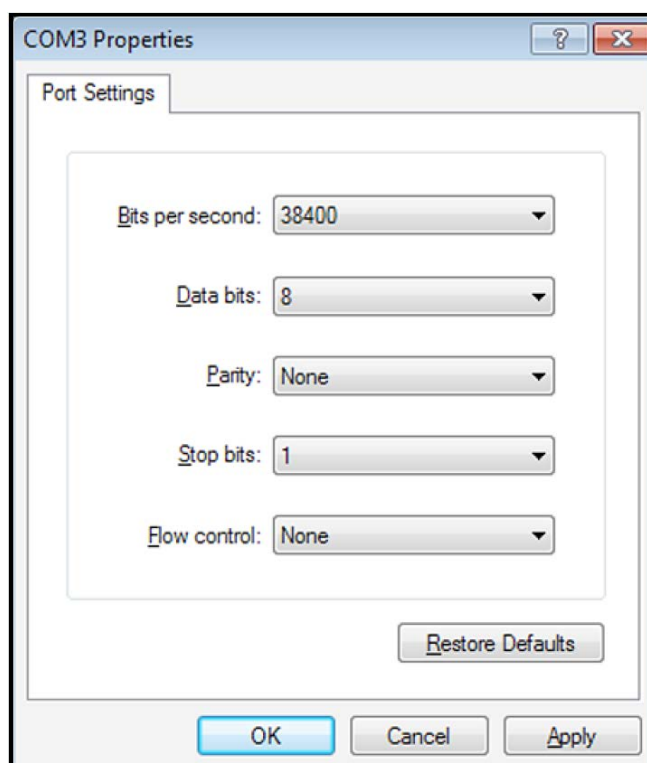 COM3 Properties
Port Settings
Bits per second: 38400
Data bits: 8
Parity: None
Stop bits: 1
Flow control: None
Restore Defaults
OK Cancel Apply